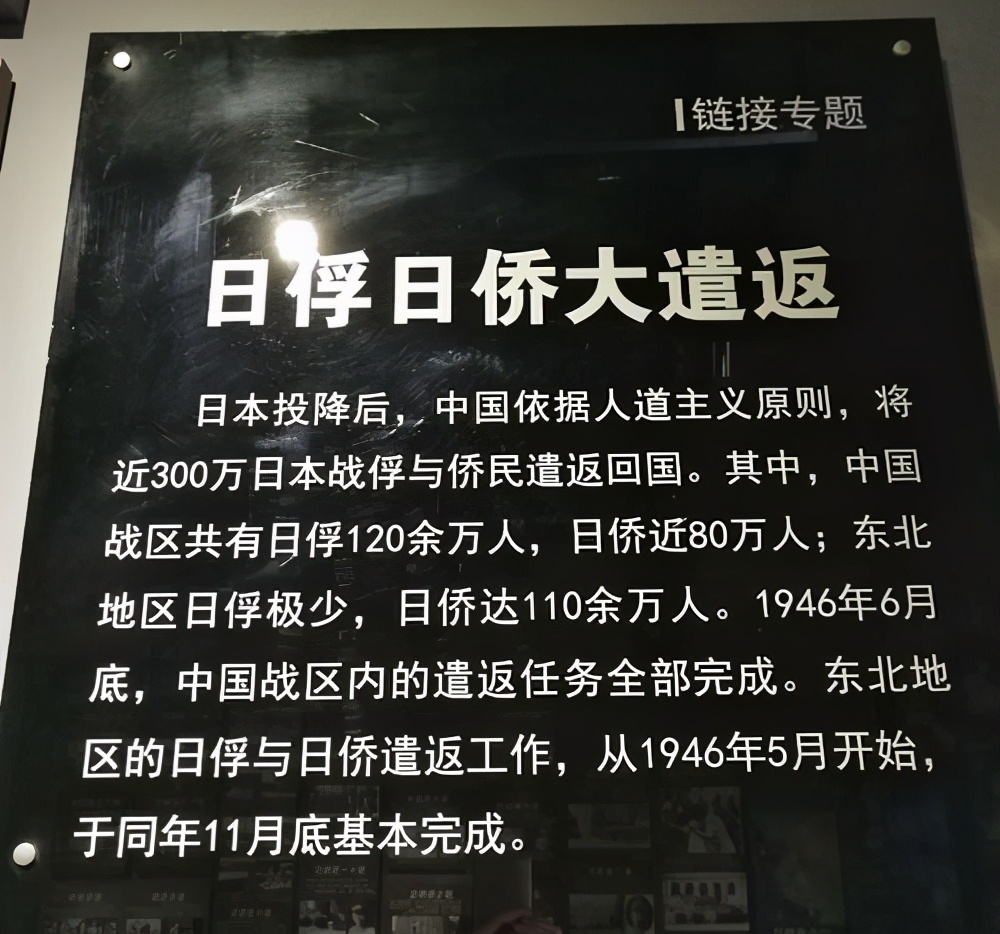 链接专题
日俘日侨大遣返
日本投降后，中国依据人道主义原则，将
近300万日本战俘与侨民遣返回国。其中，中国
战区共有日俘120余万人，日侨近80万人；东北
地区日俘极少，日侨达110余万人。1946年6月
底，中国战区内的遣返任务全部完成。东北地
区的日俘与日侨遣返工作，从1946年5月开始，
于同年11月底基本完成。